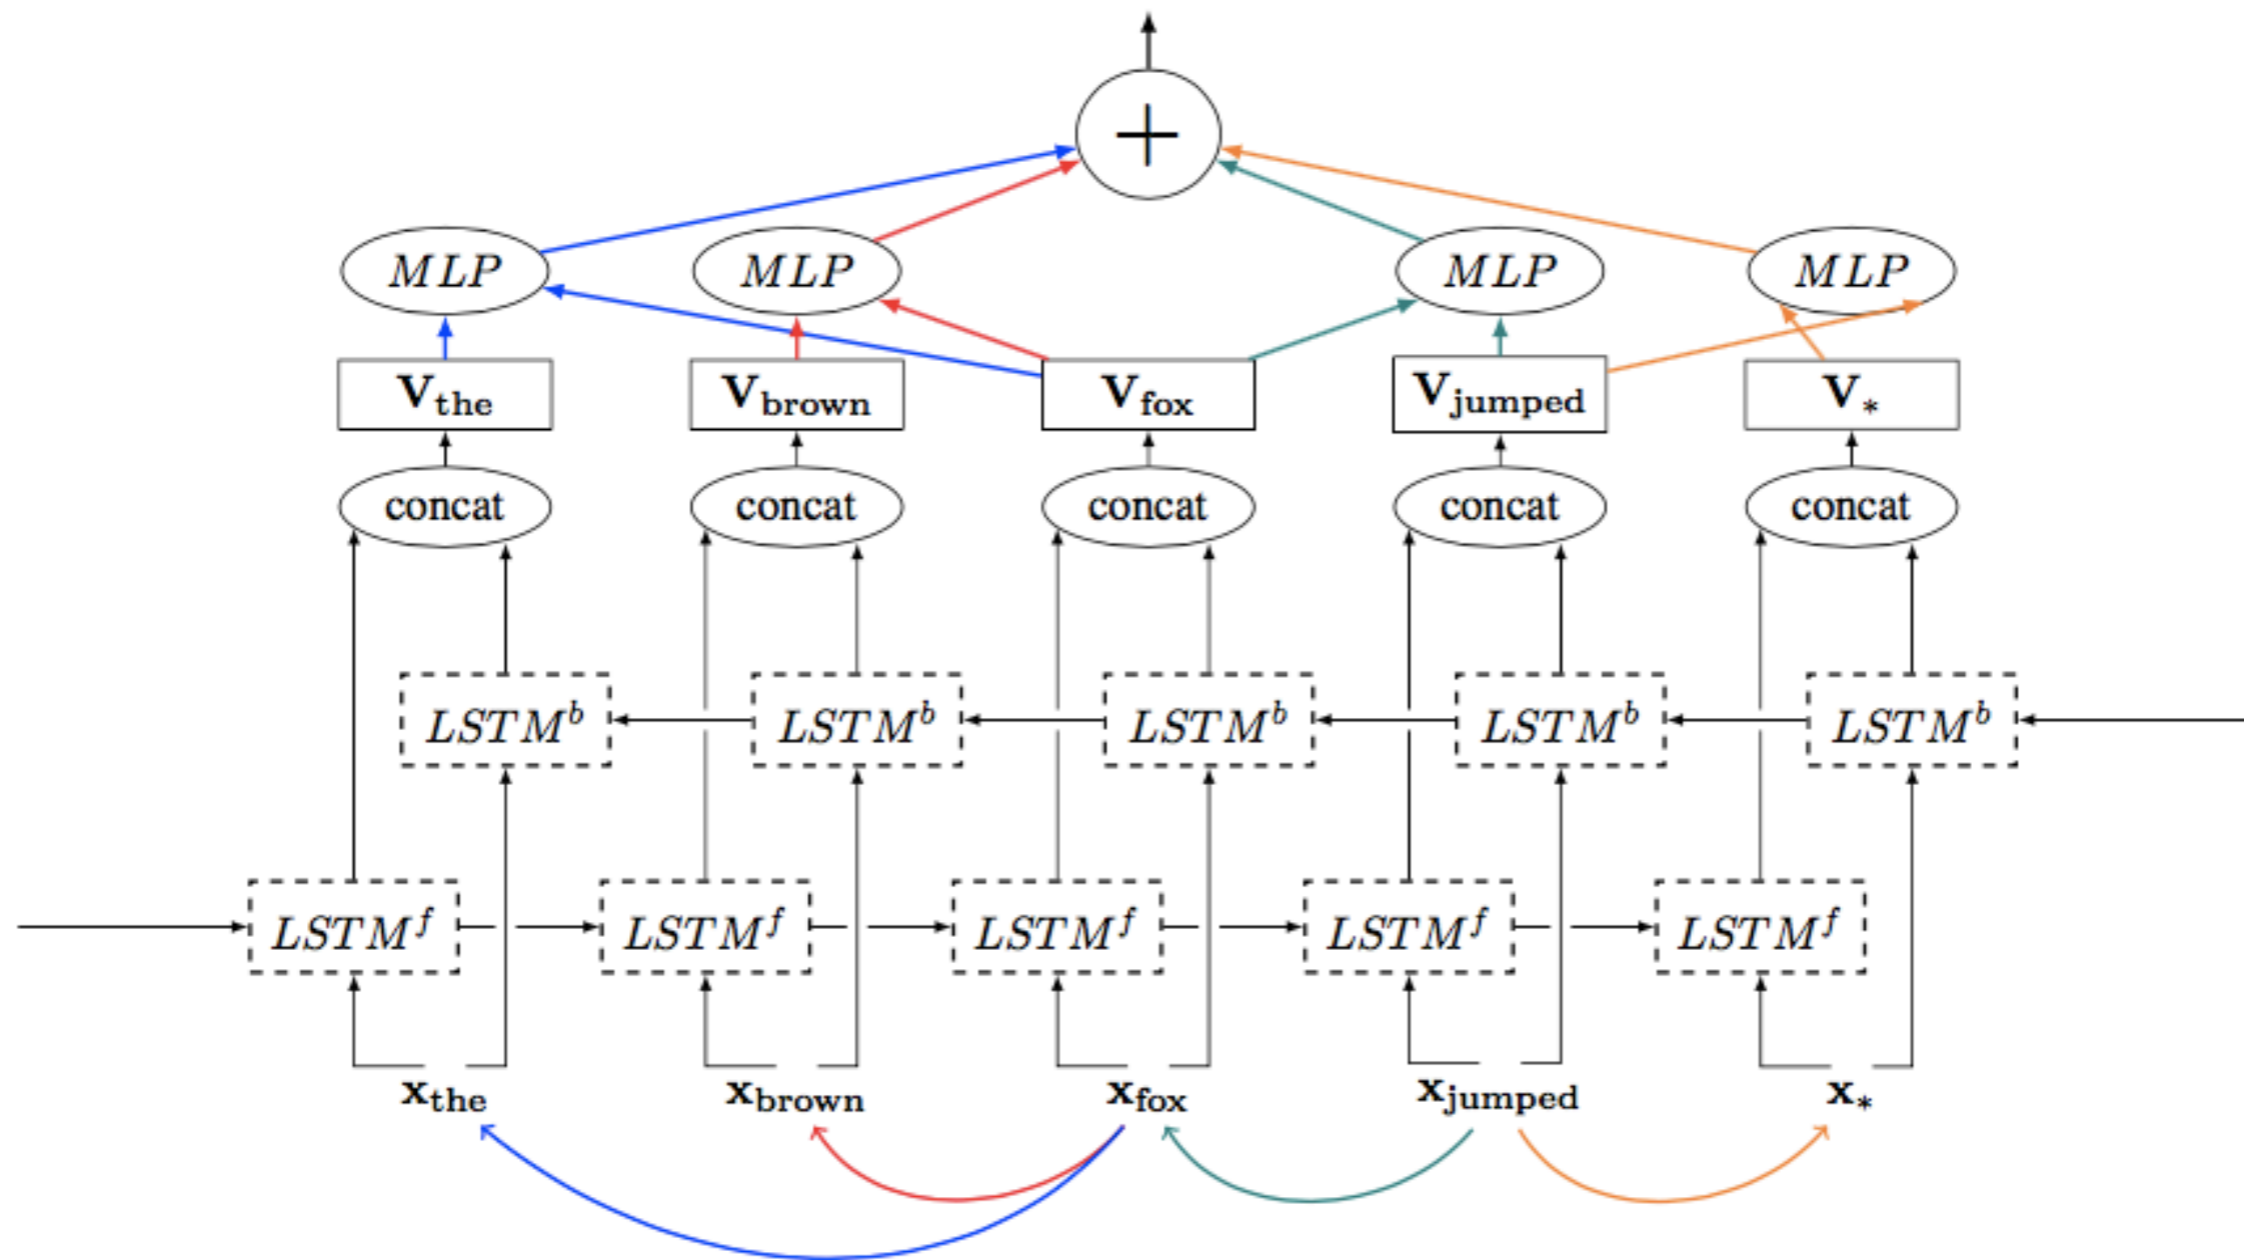 +
MLP MLP MLP MLP
V_the V_brown V_fox V_jumped V_*
concat concat concat concat concat
LSTM^b LSTM^b LSTM^b LSTM^b LSTM^b
LSTM^f LSTM^f LSTM^f LSTM^f LSTM^f
x_the x_brown x_fox x_jumped x_*